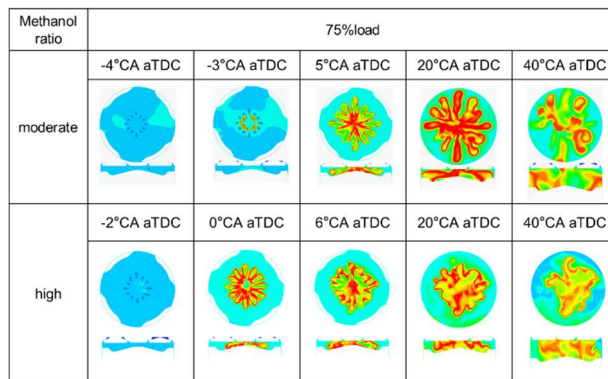 Methanol
ratio
75%load
-4°CA aTDC
-3°CA aTDC
5°CA aTDC
20°CA aTDC
40°CA aTDC
moderate
-2°CA aTDC
0°CA aTDC
6°CA aTDC
20°CA aTDC
40°CA aTDC
high